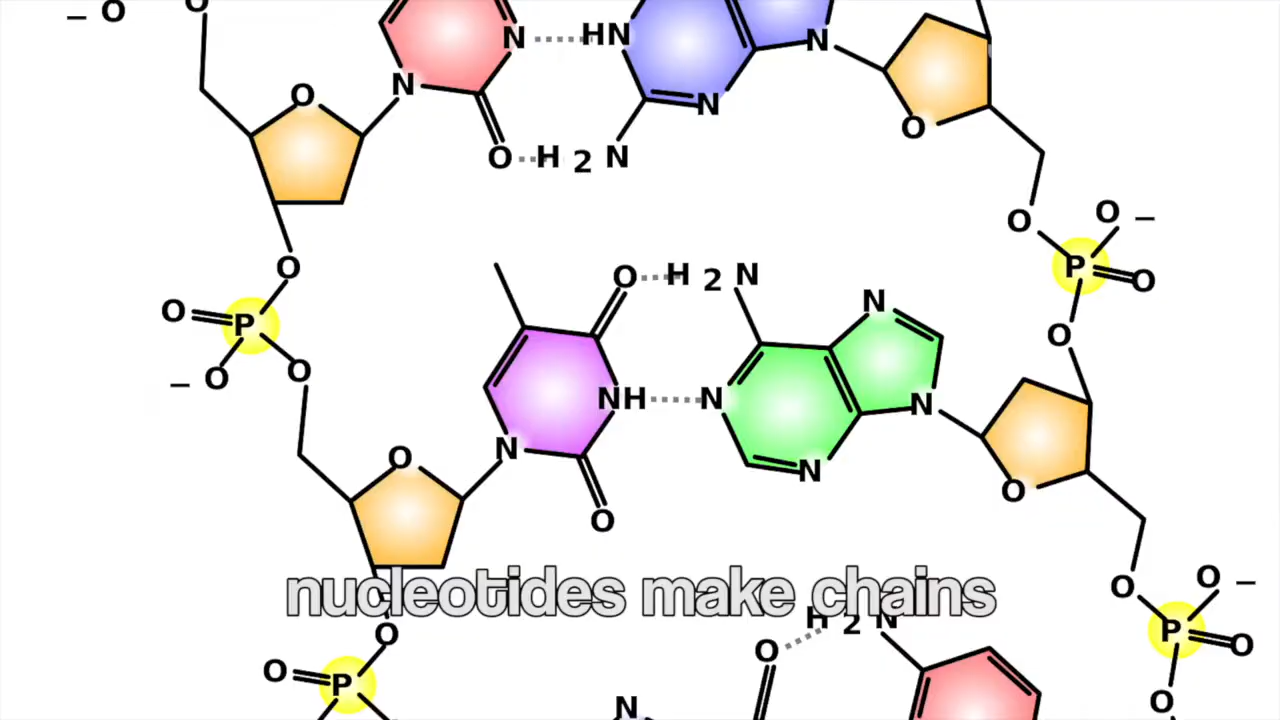 − O O
N HN N
O N N
O H 2 N O
O O −
O O H 2 N P O
O P N O
− O O NH N N
O N N O
O O O −
nucleotides make chains
O H 2 N P O
O P O
N O